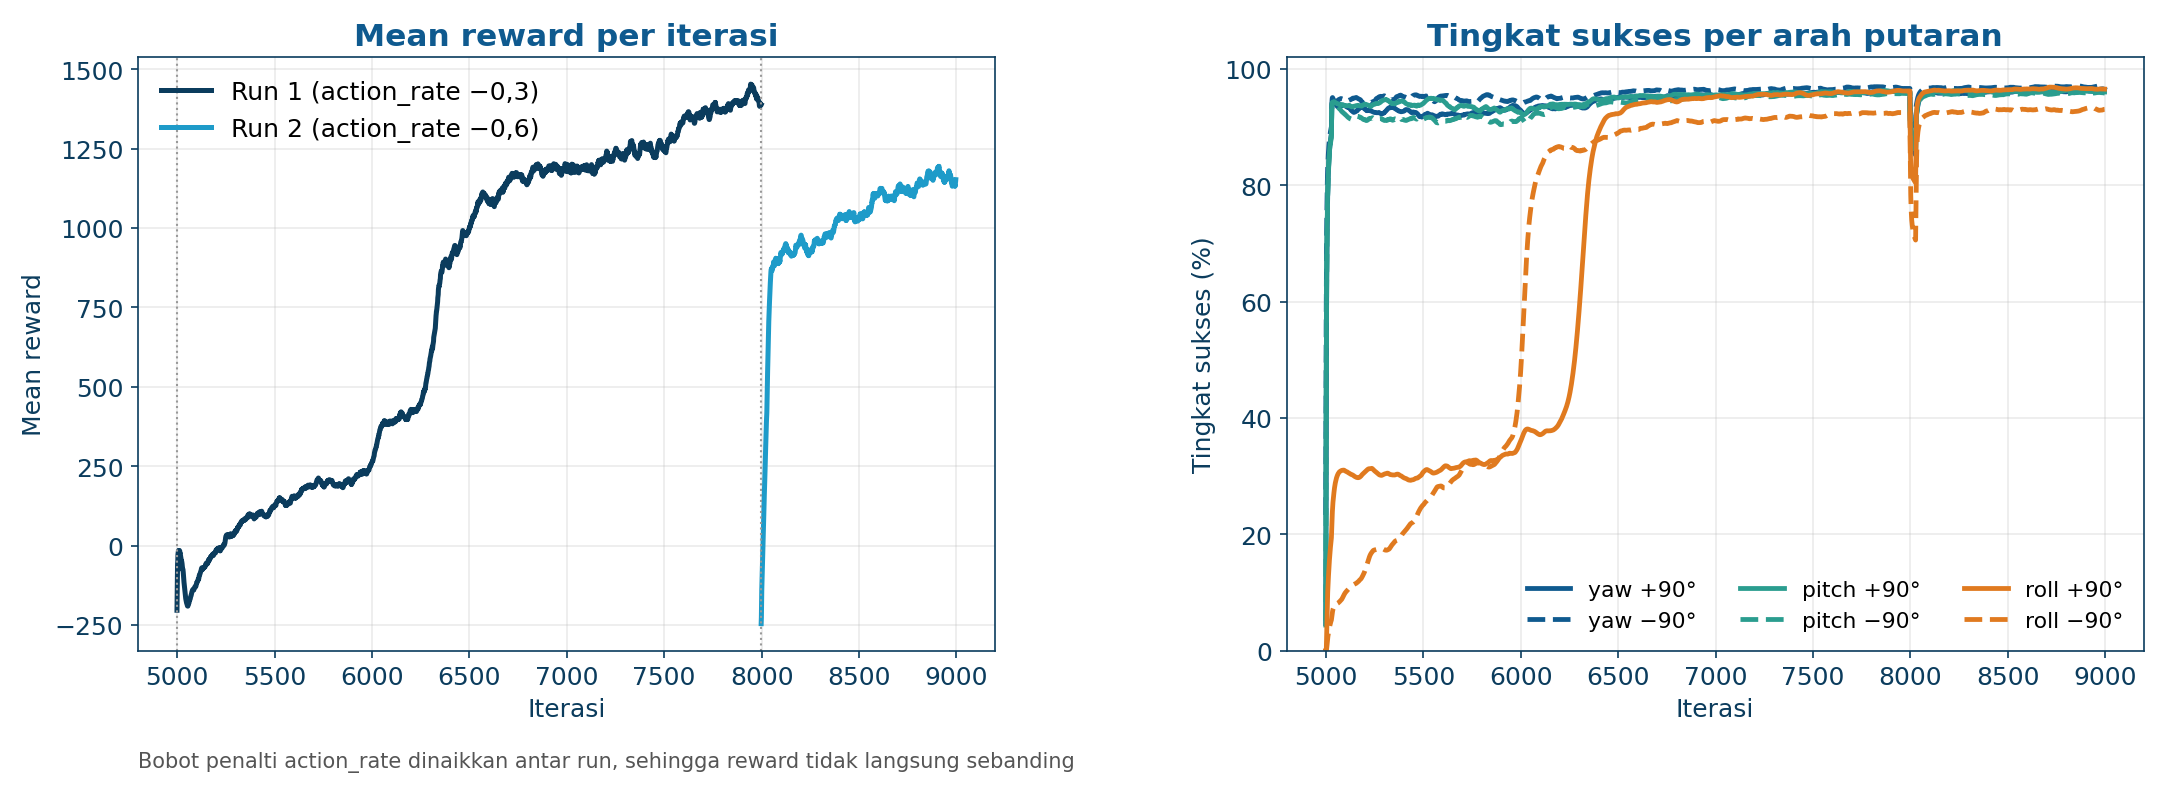 Mean reward per iterasi
Mean reward
1500
1250
1000
750
500
250
0
−250
Run 1 (action_rate −0,3)
Run 2 (action_rate −0,6)
5000 5500 6000 6500 7000 7500 8000 8500 9000
Iterasi
Tingkat sukses per arah putaran
Tingkat sukses (%)
100
80
60
40
20
0
yaw +90° pitch +90° roll +90°
yaw −90° pitch −90° roll −90°
5000 5500 6000 6500 7000 7500 8000 8500 9000
Iterasi
Bobot penalti action_rate dinaikkan antar run, sehingga reward tidak langsung sebanding